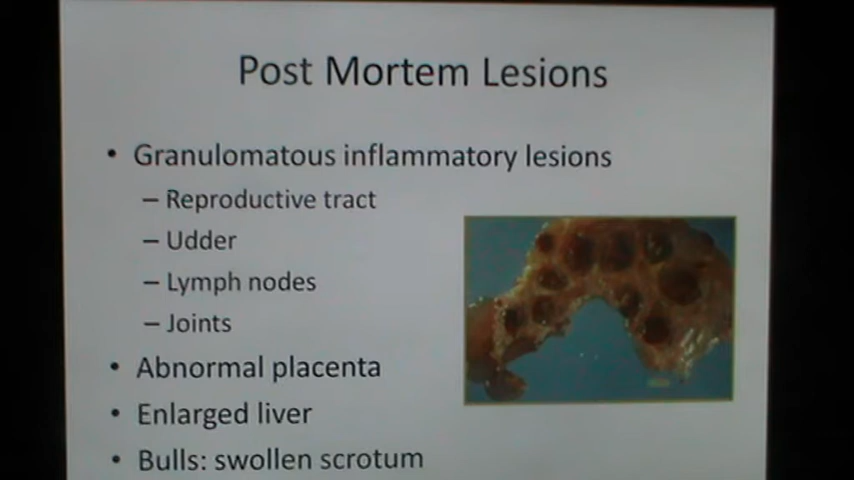 Post Mortem Lesions
• Granulomatous inflammatory lesions
– Reproductive tract
– Udder
– Lymph nodes
– Joints
• Abnormal placenta
• Enlarged liver
• Bulls: swollen scrotum